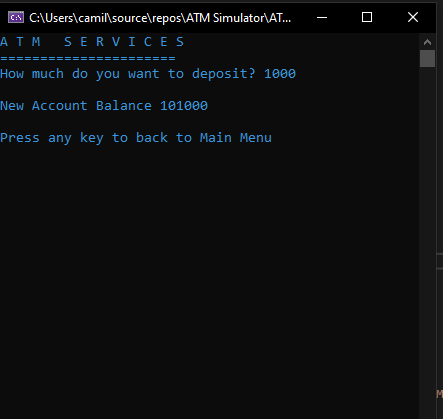 C:\Users\camil\source\repos\ATM Simulator\AT...
A T M   S E R V I C E S
======================
How much do you want to deposit? 1000
New Account Balance 101000
Press any key to back to Main Menu
M